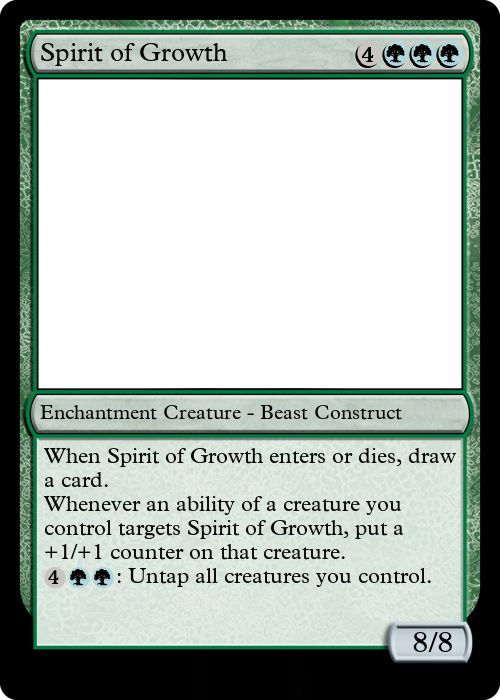 Spirit of Growth 4
Enchantment Creature - Beast Construct
When Spirit of Growth enters or dies, draw
a card.
Whenever an ability of a creature you
control targets Spirit of Growth, put a
+1/+1 counter on that creature.
4 : Untap all creatures you control.
8/8